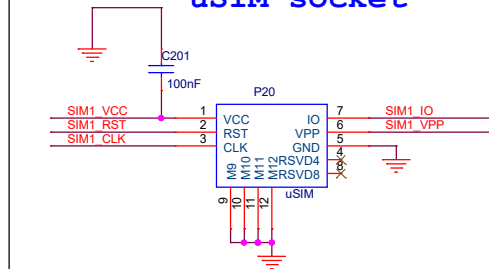 uSIM socket
C201
100nF
P20
SIM1_VCC 1 VCC IO 7 SIM1_IO
SIM1_RST 2 RST VPP 6 SIM1_VPP
SIM1_CLK 3 CLK GND 5
RSVD4 4
RSVD8 8
M9 M10 M11 M12
uSIM
9 10 11 12